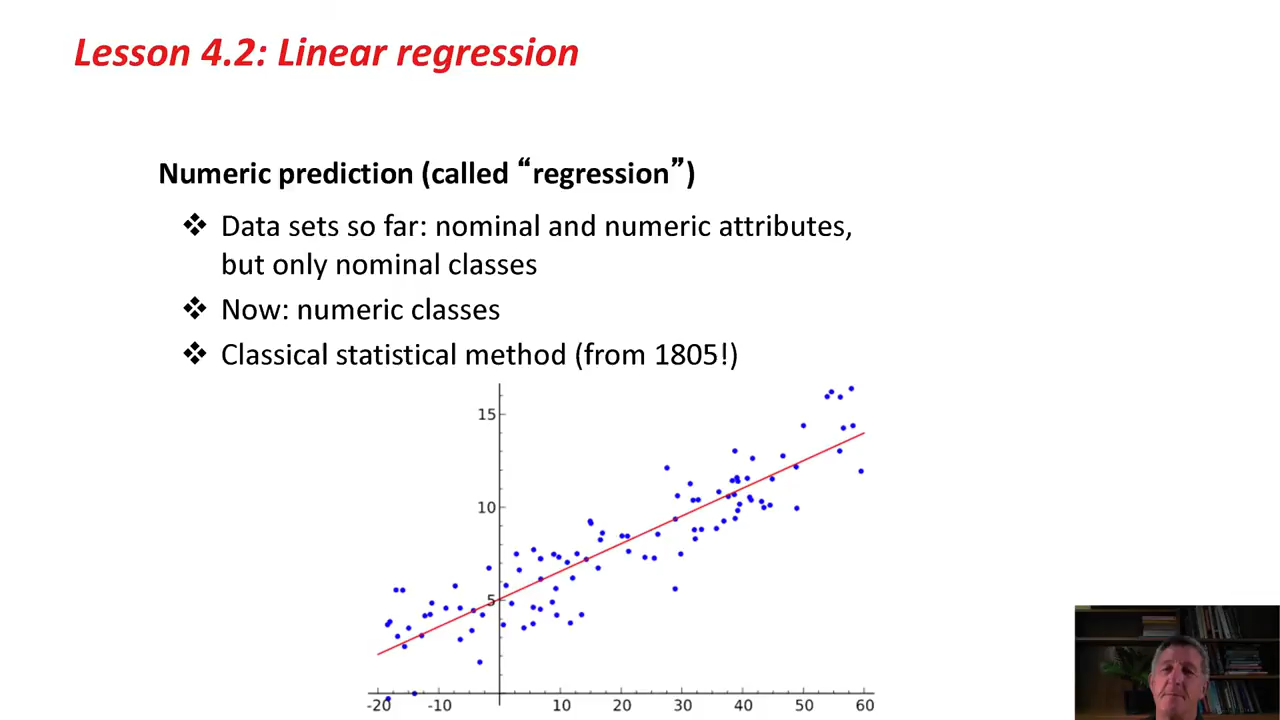 Lesson 4.2: Linear regression
Numeric prediction (called “regression”)
❖ Data sets so far: nominal and numeric attributes,
but only nominal classes
❖ Now: numeric classes
❖ Classical statistical method (from 1805!)
15
10
5
-20 -10 10 20 30 40 50 60